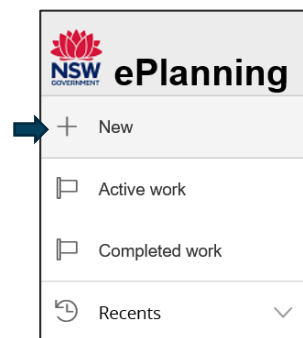 NSW
GOVERNMENT
ePlanning
New
Active work
Completed work
Recents